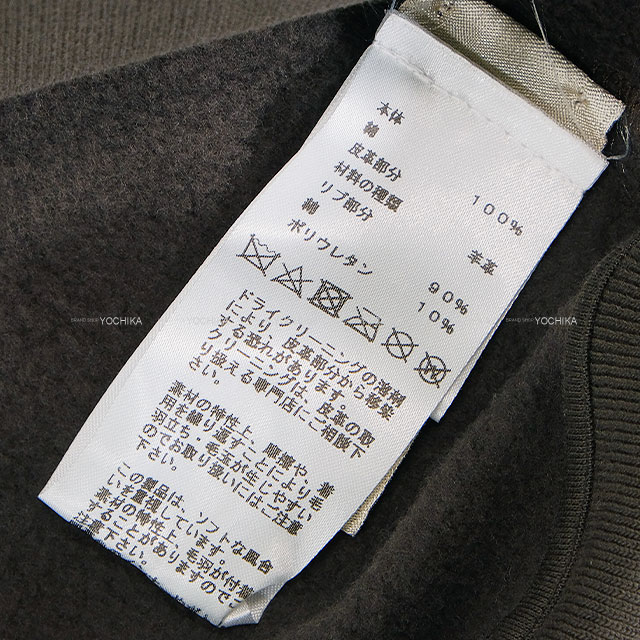 本体
綿 100%
皮革部分
材料の種類 羊革
リブ部分
綿 90%
ポリウレタン 10%
ドライクリーニングの溶剤
により、皮革部分から移染
する恐れがあります。
クリーニングは、皮革の取
り扱える専門店にご相談下
さい。
素材の特性上、摩擦や、着
用を繰り返すことにより毛
羽立ち・毛玉が生じやすい
のでお取り扱いにはご注意
下さい。
この製品は、ソフトな風合
いを重視しています。
素材の特性上、毛羽が付着
することがありますのでご
注意下さい。
BRAND SHOP YOCHIKA
BRAND SHOP YOCHIKA